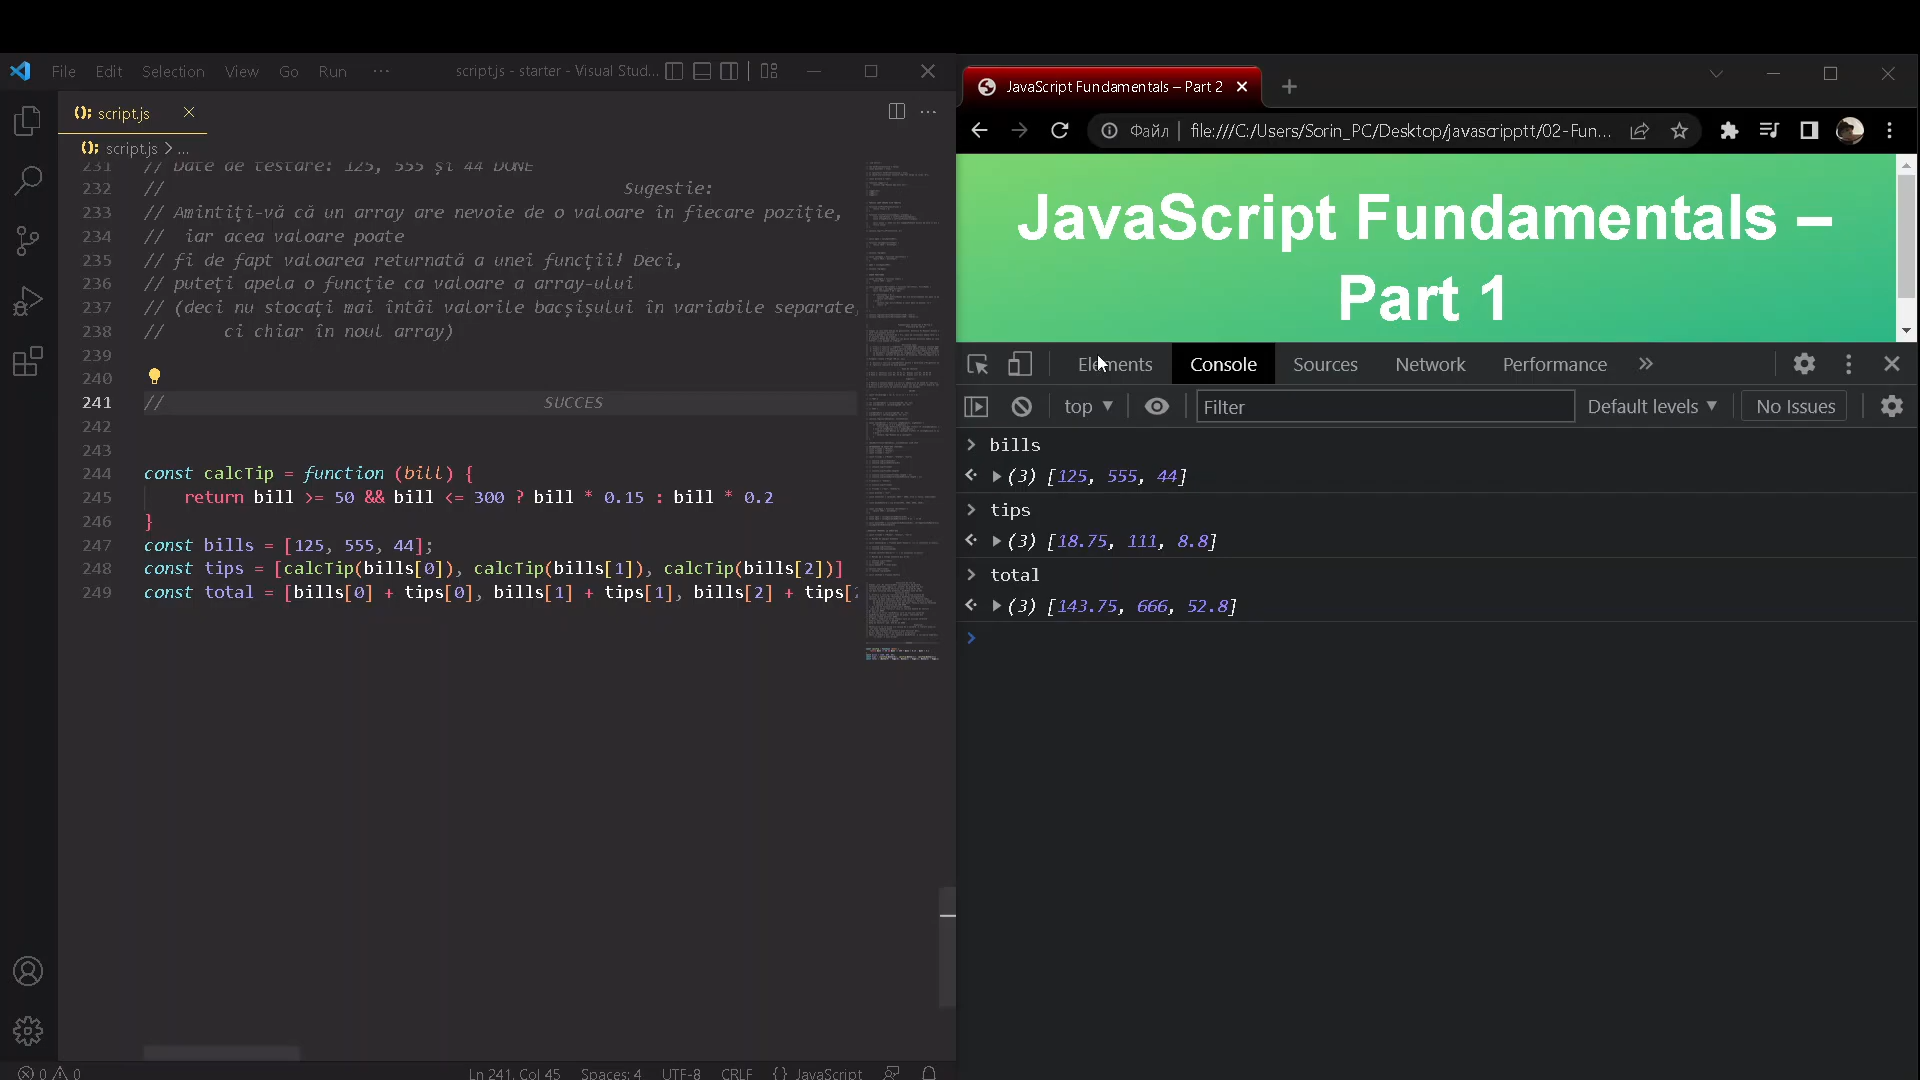 File Edit Selection View Go Run ··· script.js - starter - Visual Stud...
script.js
script.js > ...
231 // Date de testare: 125, 555 și 44 DONE
232 // Sugestie:
233 // Amintiți-vă că un array are nevoie de o valoare în fiecare poziție,
234 // iar acea valoare poate
235 // fi de fapt valoarea returnată a unei funcții! Deci,
236 // puteți apela o funcție ca valoare a array-ului
237 // (deci nu stocați mai întâi valorile bacșișului în variabile separate,
238 // ci chiar în noul array)
239
240
241 // SUCCES
242
243
244 const calcTip = function (bill) {
245 return bill >= 50 && bill <= 300 ? bill * 0.15 : bill * 0.2
246 }
247 const bills = [125, 555, 44];
248 const tips = [calcTip(bills[0]), calcTip(bills[1]), calcTip(bills[2])]
249 const total = [bills[0] + tips[0], bills[1] + tips[1], bills[2] + tips[
0 0 Ln 241, Col 45 Spaces: 4 UTF-8 CRLF {} JavaScript
JavaScript Fundamentals – Part 2
Файл | file:///C:/Users/Sorin_PC/Desktop/javascriptt/02-Fun...
JavaScript Fundamentals –
Part 1
Elements Console Sources Network Performance »
top ▼ Filter Default levels ▼ No Issues
> bills
▶ (3) [125, 555, 44]
> tips
▶ (3) [18.75, 111, 8.8]
> total
▶ (3) [143.75, 666, 52.8]
>